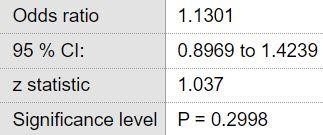 Odds ratio 1.1301
95 % CI: 0.8969 to 1.4239
z statistic 1.037
Significance level P = 0.2998